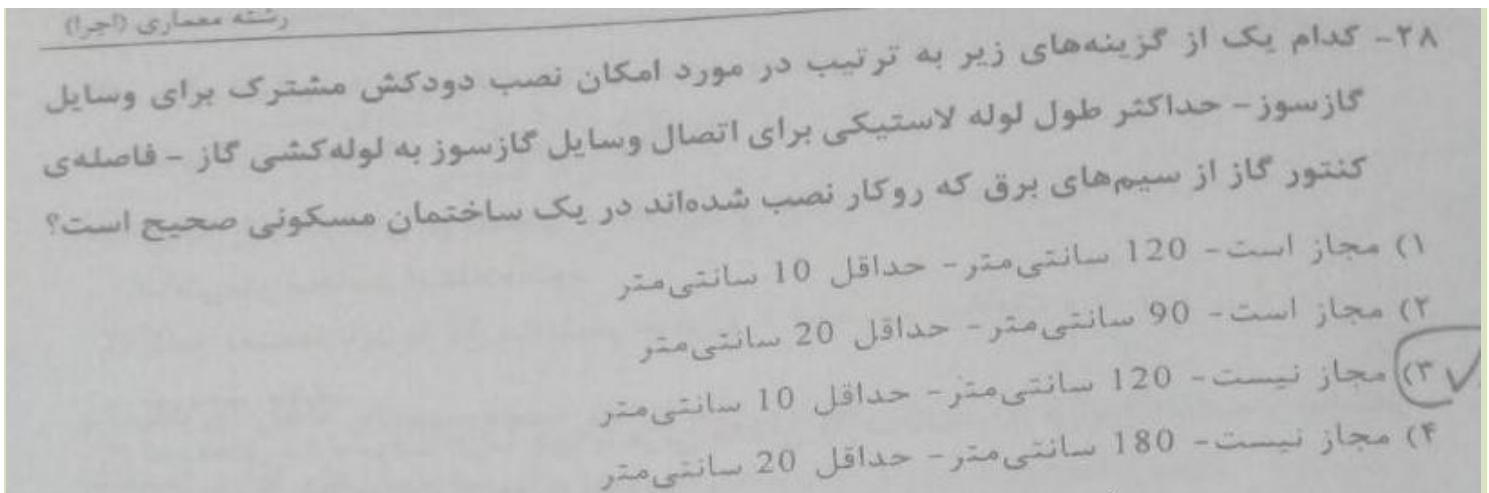 رشته معماری (اجرا)
۲۸- کدام یک از گزینه‌های زیر به ترتیب در مورد امکان نصب دودکش مشترک برای وسایل
گازسوز - حداکثر طول لوله لاستیکی برای اتصال وسایل گازسوز به لوله‌کشی گاز - فاصله‌ی
کنتور گاز از سیم‌های برق که روکار نصب شده‌اند در یک ساختمان مسکونی صحیح است؟
۱) مجاز است - 120 سانتی‌متر - حداقل 10 سانتی‌متر
۲) مجاز است - 90 سانتی‌متر - حداقل 20 سانتی‌متر
۳) مجاز نیست - 120 سانتی‌متر - حداقل 10 سانتی‌متر
۴) مجاز نیست - 180 سانتی‌متر - حداقل 20 سانتی‌متر